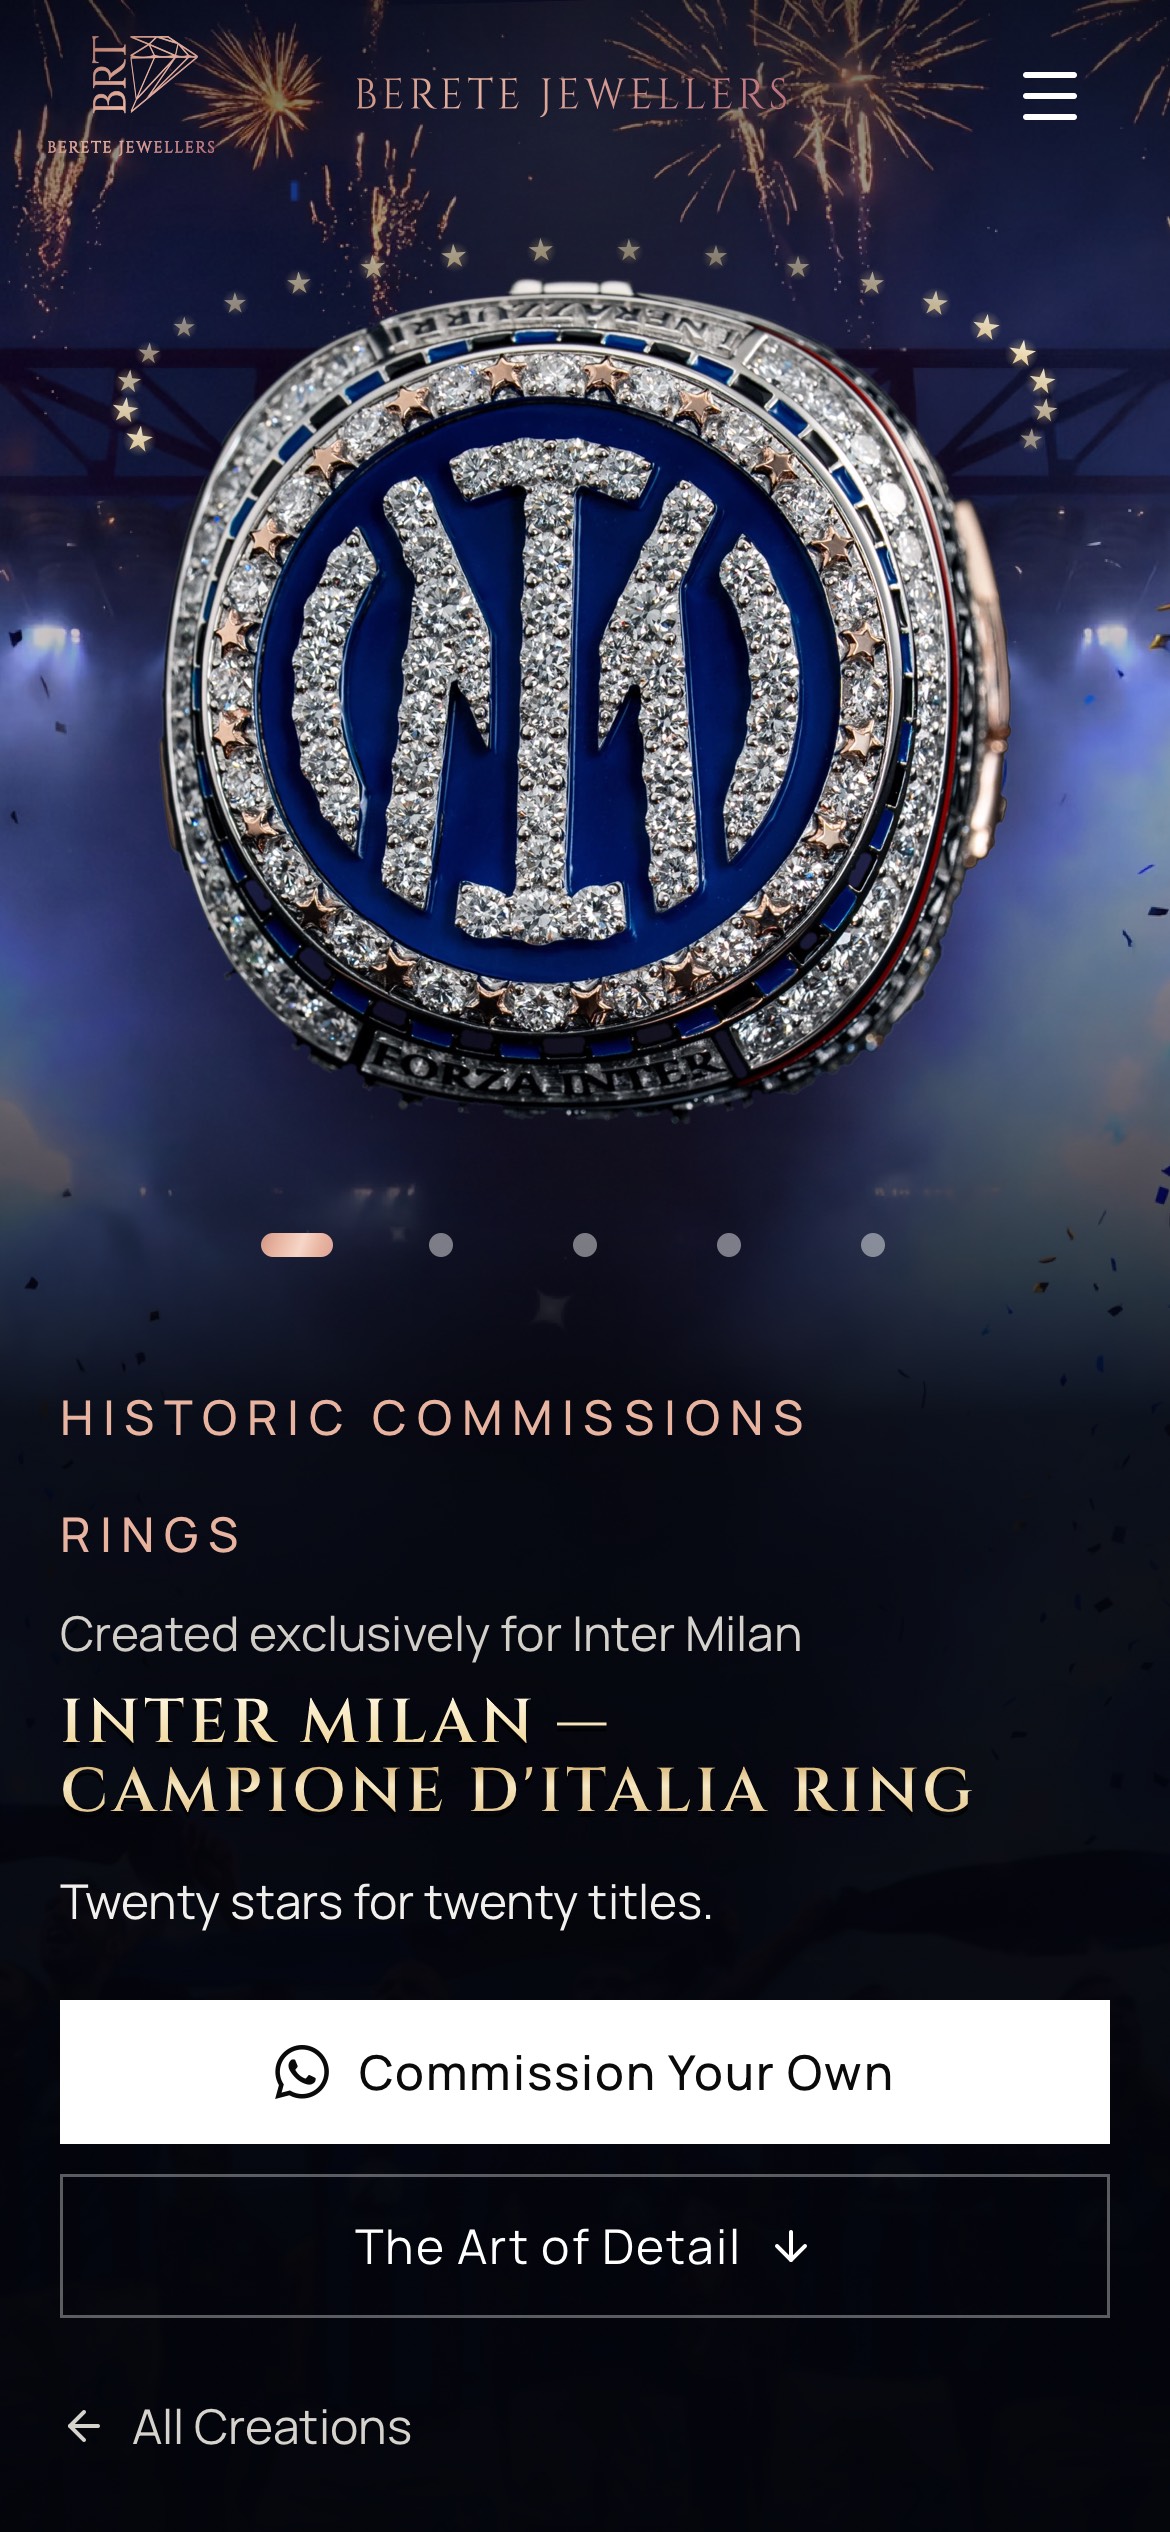 BRT
BERETE JEWELLERS
BERETE JEWELLERS
INERAZZURRI
FORZA INTER
HISTORIC COMMISSIONS
RINGS
Created exclusively for Inter Milan
INTER MILAN —
CAMPIONE D'ITALIA RING
Twenty stars for twenty titles.
Commission Your Own
The Art of Detail ↓
← All Creations